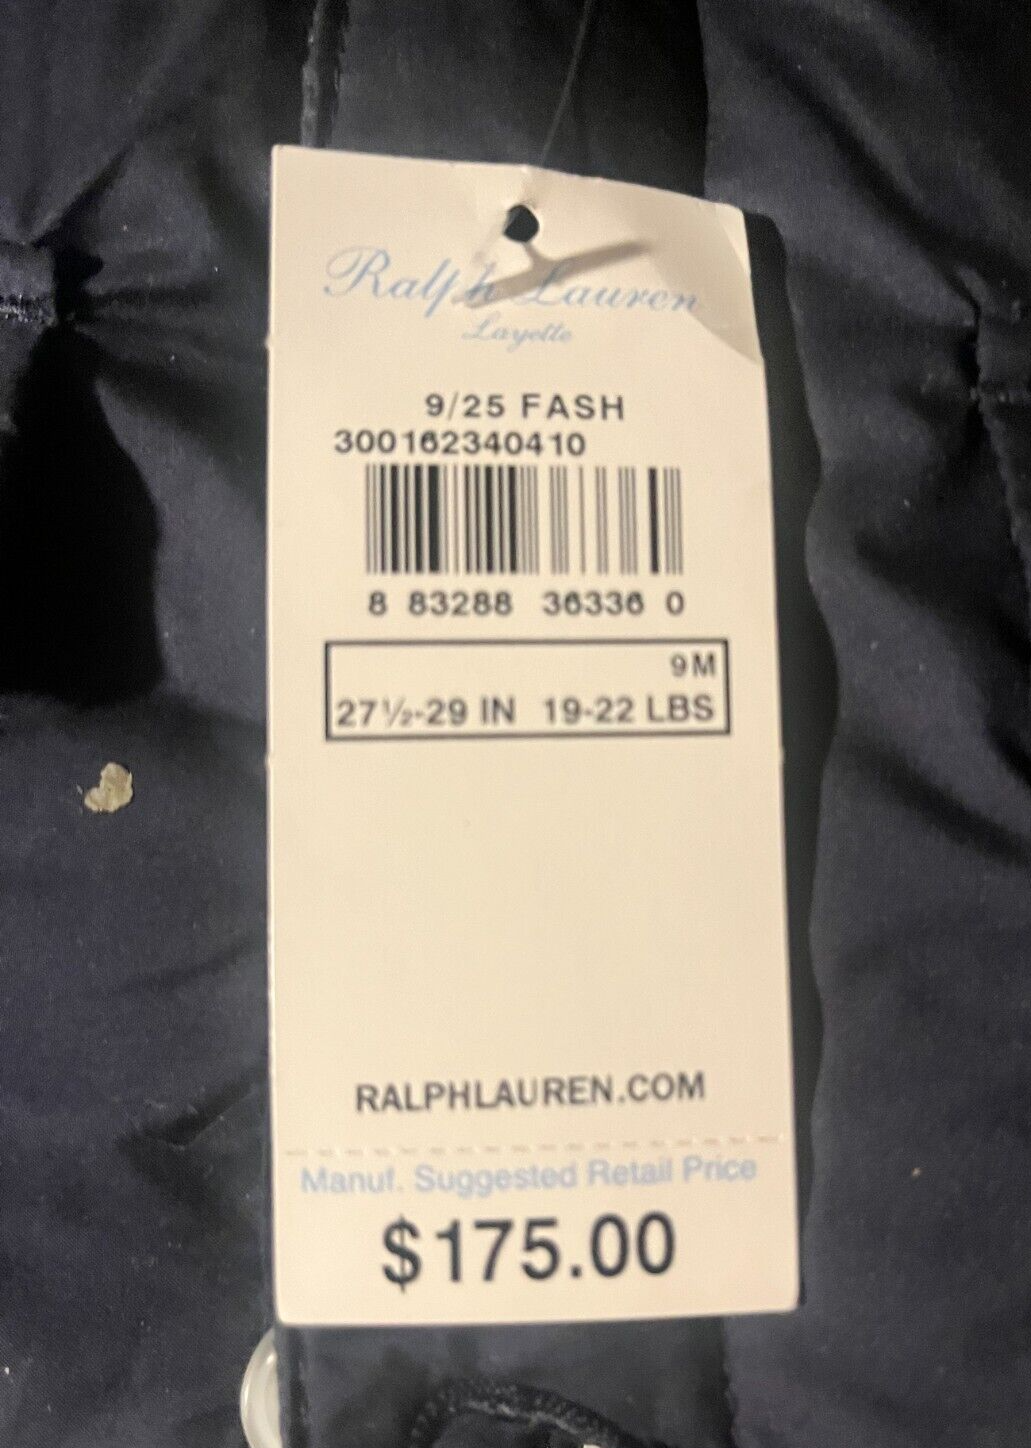 Ralph Lauren
Layette
9/25 FASH
300162340410
8 83288 36336 0
9M
27½-29 IN 19-22 LBS
RALPHLAUREN.COM
Manuf. Suggested Retail Price
$175.00